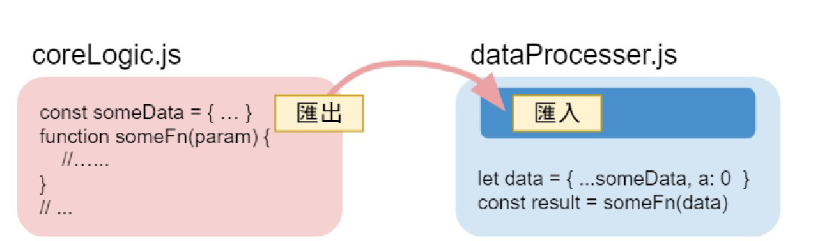 coreLogic.js
const someData = { ... }
function someFn(param) {
//......
}
// ...
匯出
dataProcesser.js
匯入
let data = { ...someData, a: 0 }
const result = someFn(data)